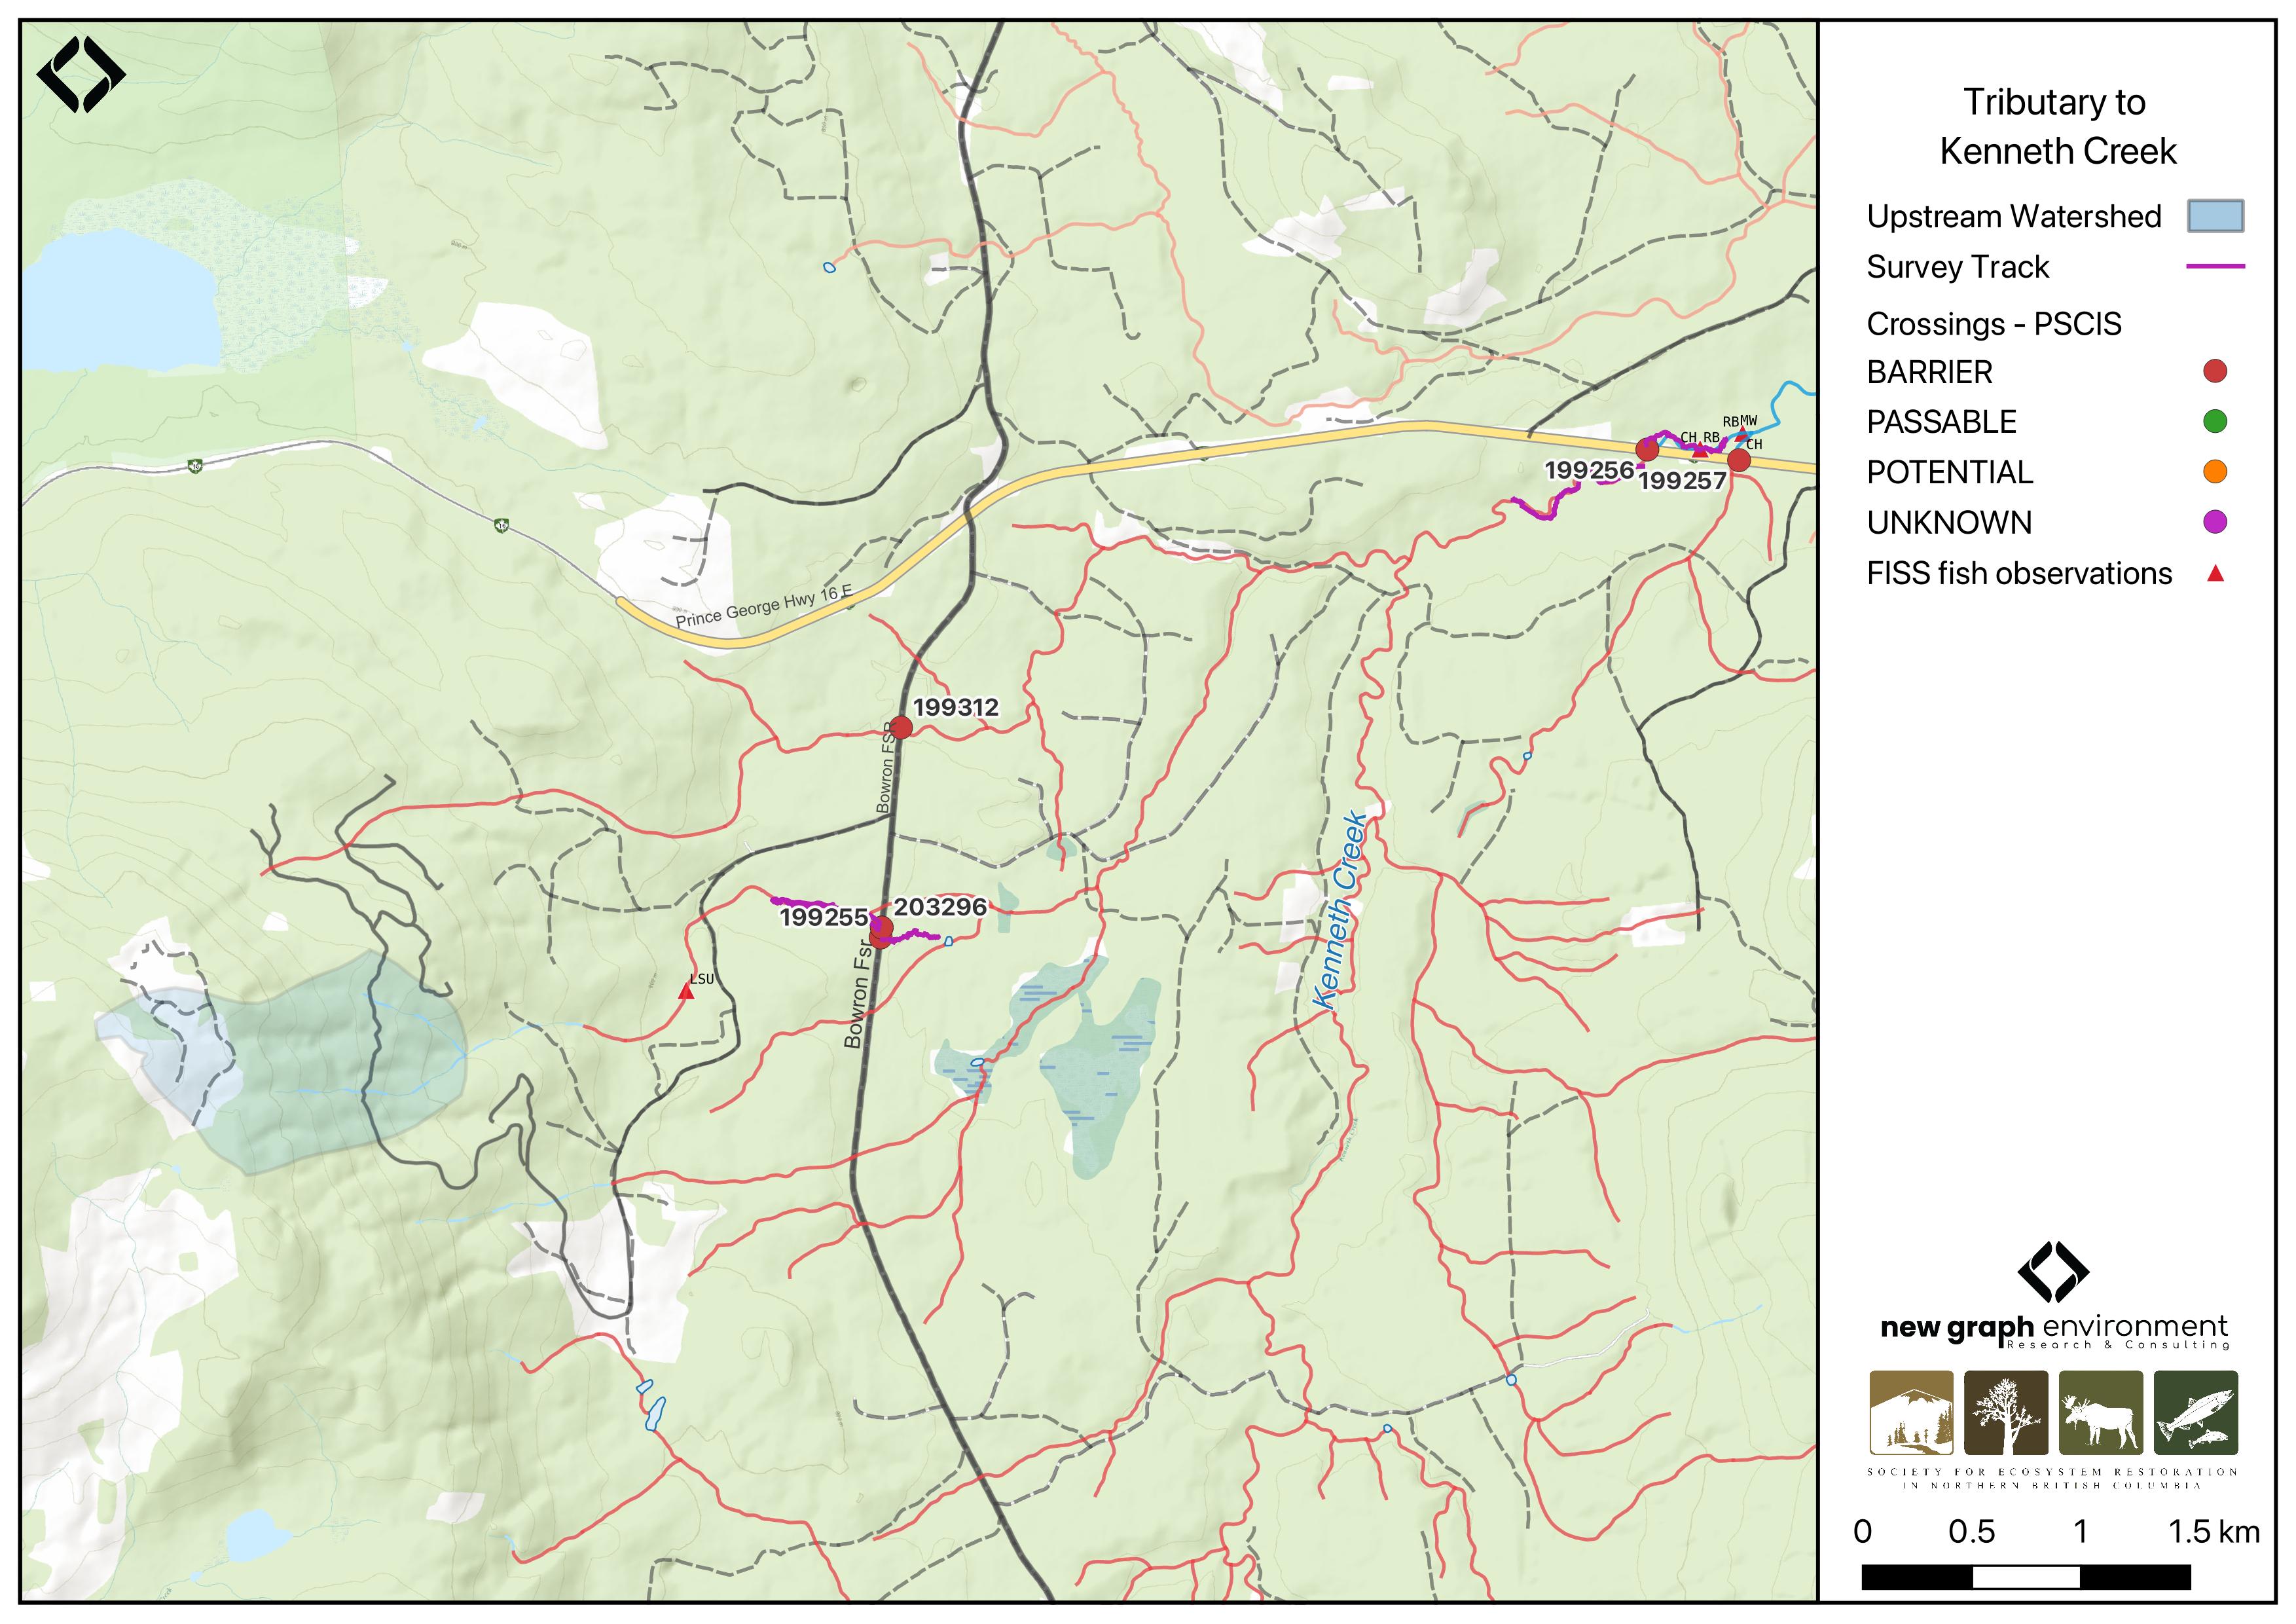 Tributary to
Kenneth Creek
Upstream Watershed
Survey Track
Crossings - PSCIS
BARRIER
PASSABLE
POTENTIAL
UNKNOWN
FISS fish observations
RB MW
CH RB
CH
199256
199257
Prince George Hwy 16 E
199312
Bowron FSR
203296
199255
Bowron Fsr
LSU
Kenneth Creek
new graph environment
Research & Consulting
SOCIETY FOR ECOSYSTEM RESTORATION
IN NORTHERN BRITISH COLUMBIA
0 0.5 1 1.5 km